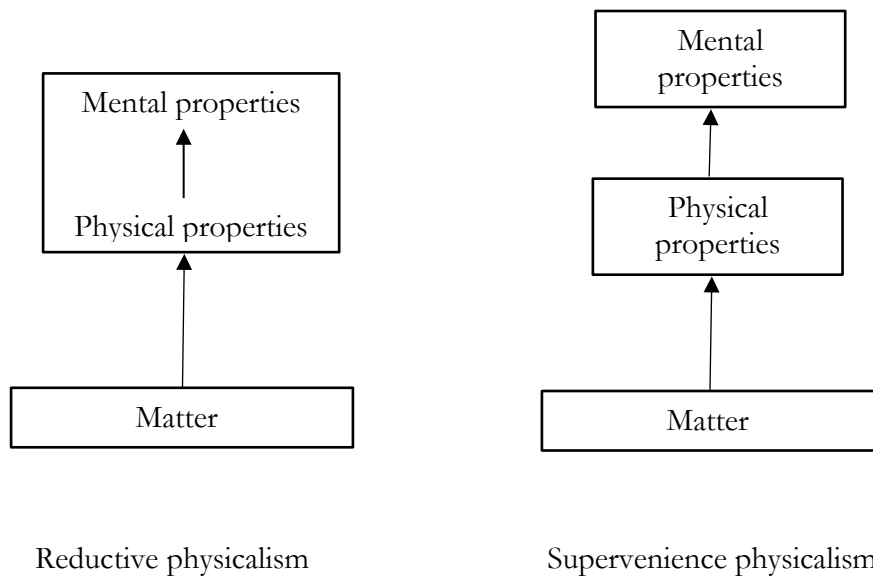 Mental properties
Physical properties
Matter
Reductive physicalism
Mental
properties
Physical
properties
Matter
Supervenience physicalism